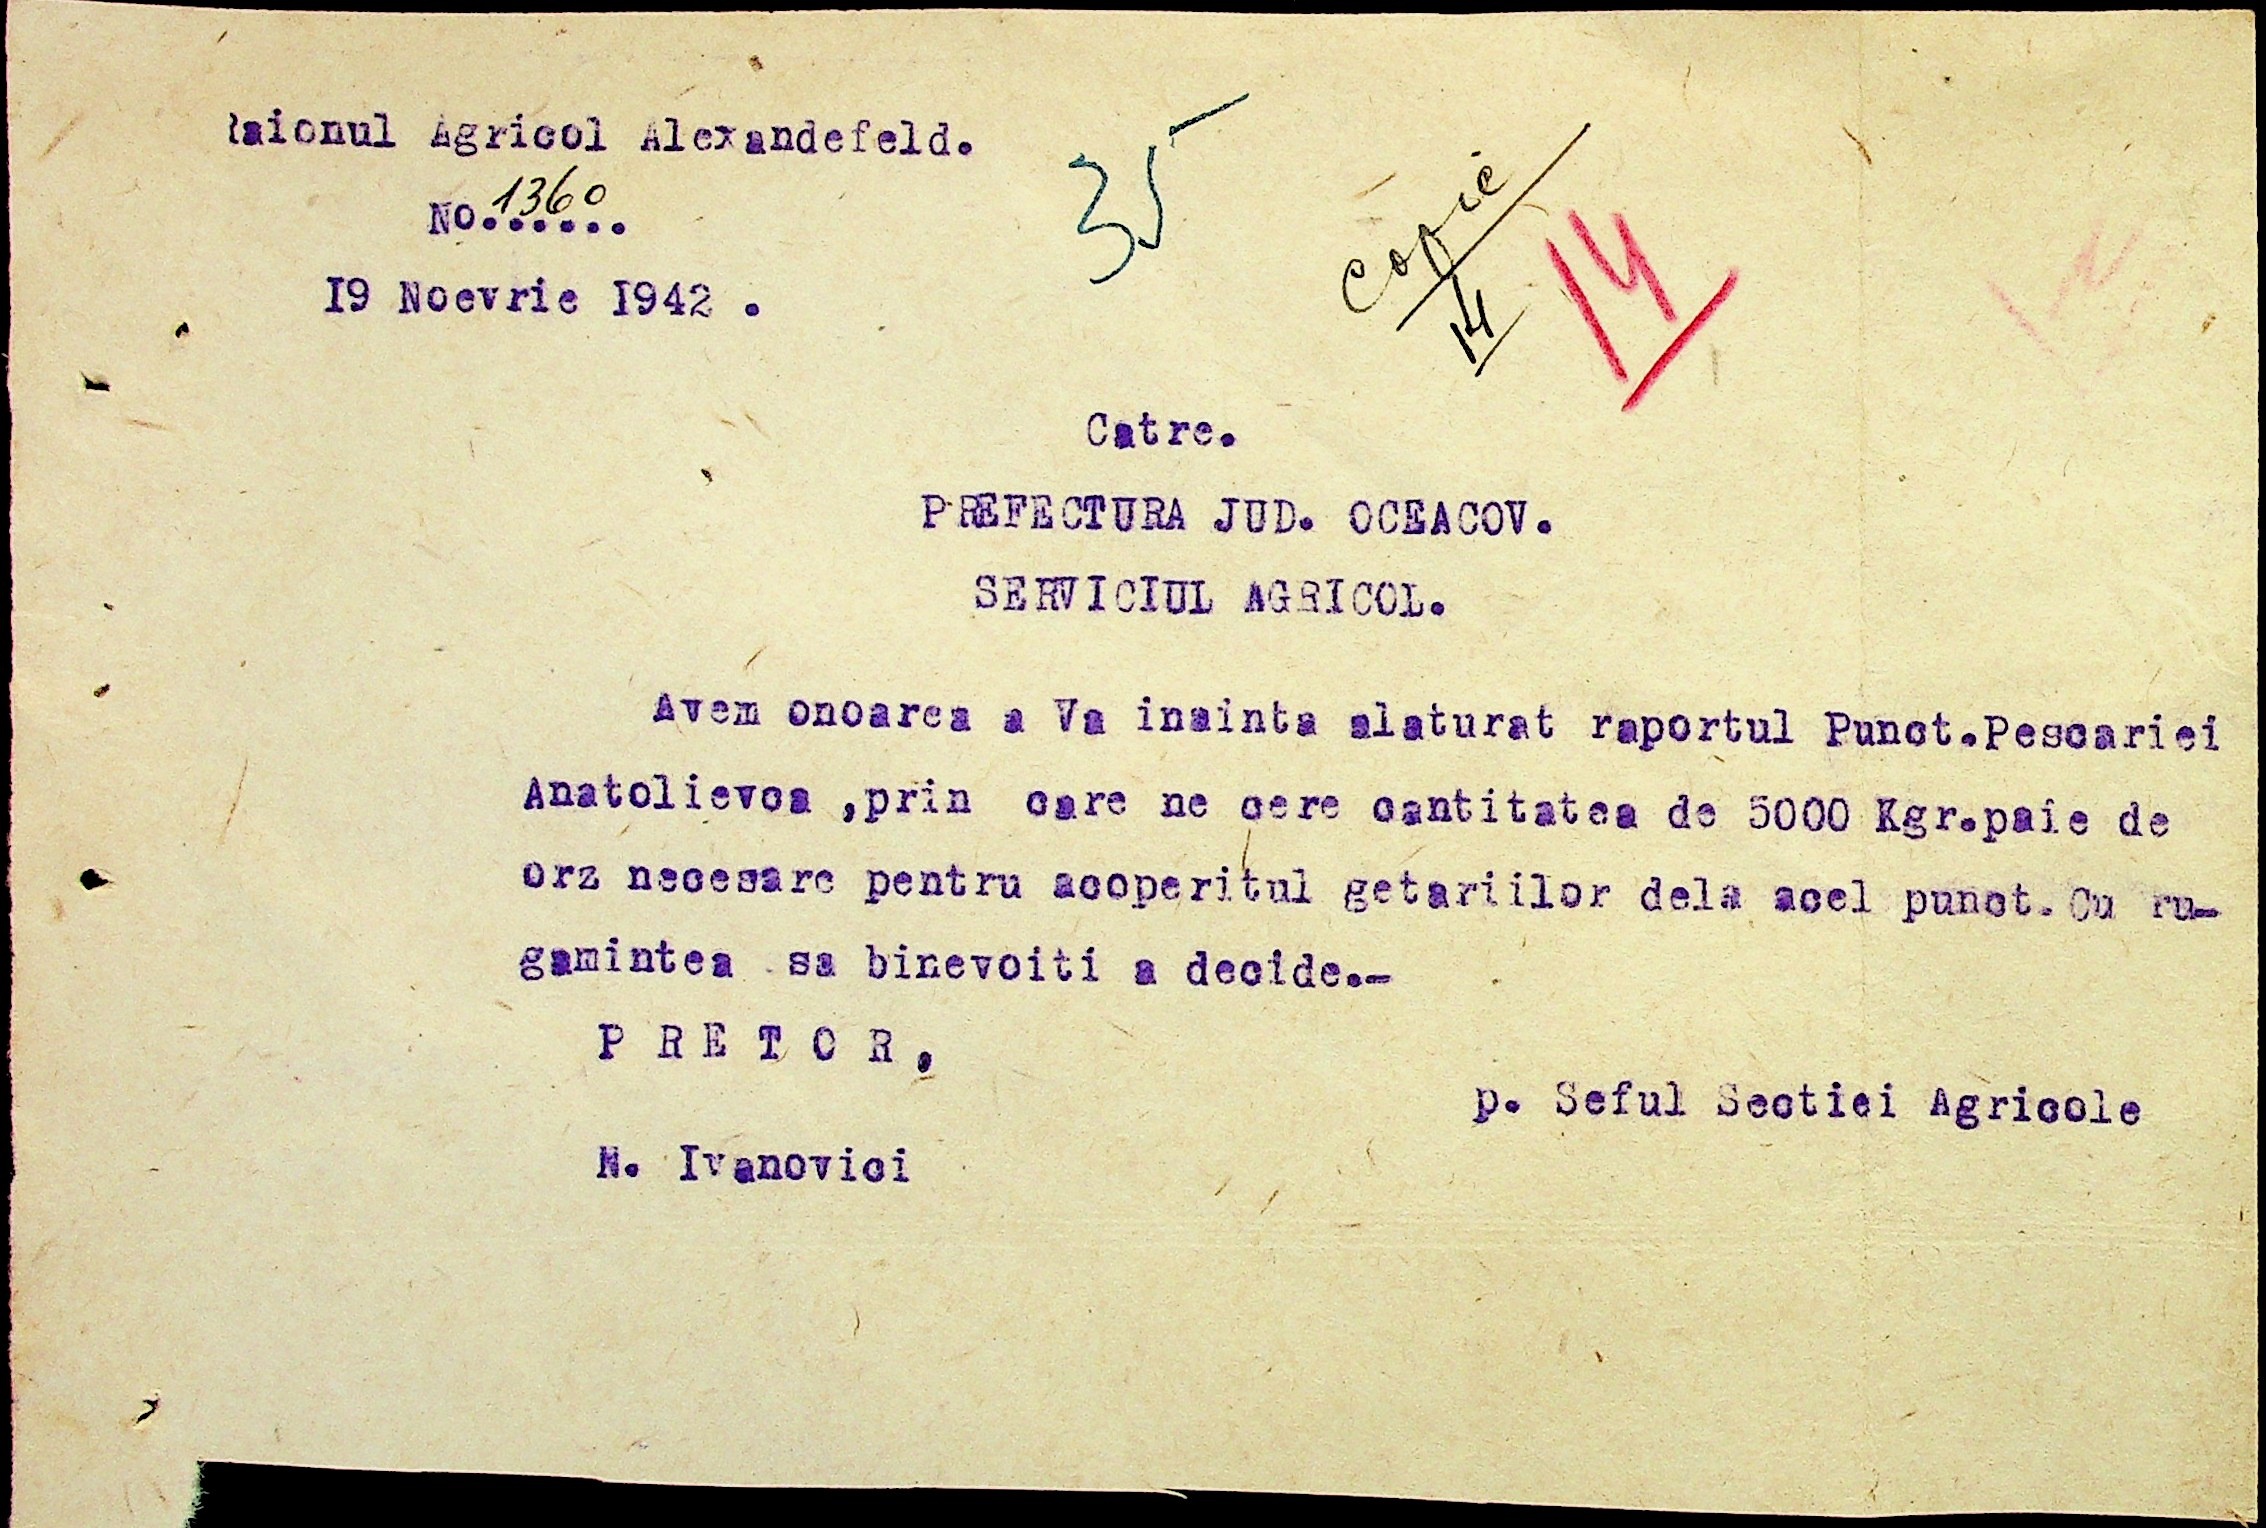 Raionul Agricol Alexandefeld.
No. 1360
I9 Noevrie I942 .
35
Copie
14
14
Catre.
PREFECTURA JUD. OCEACOV.
SERVICIUL AGRICOL.
Avem onoarea a Va inainta alaturat raportul Punct.Pescariei
Anatolievca ,prin care ne cere cantitatea de 5000 Kgr.paie de
orz necesare pentru acoperitul getariilor dela acel punct. Cu ru-
gamintea sa binevoiti a decide.-
P R E T O R,
p. Seful Sectiei Agricole
N. Ivanovici